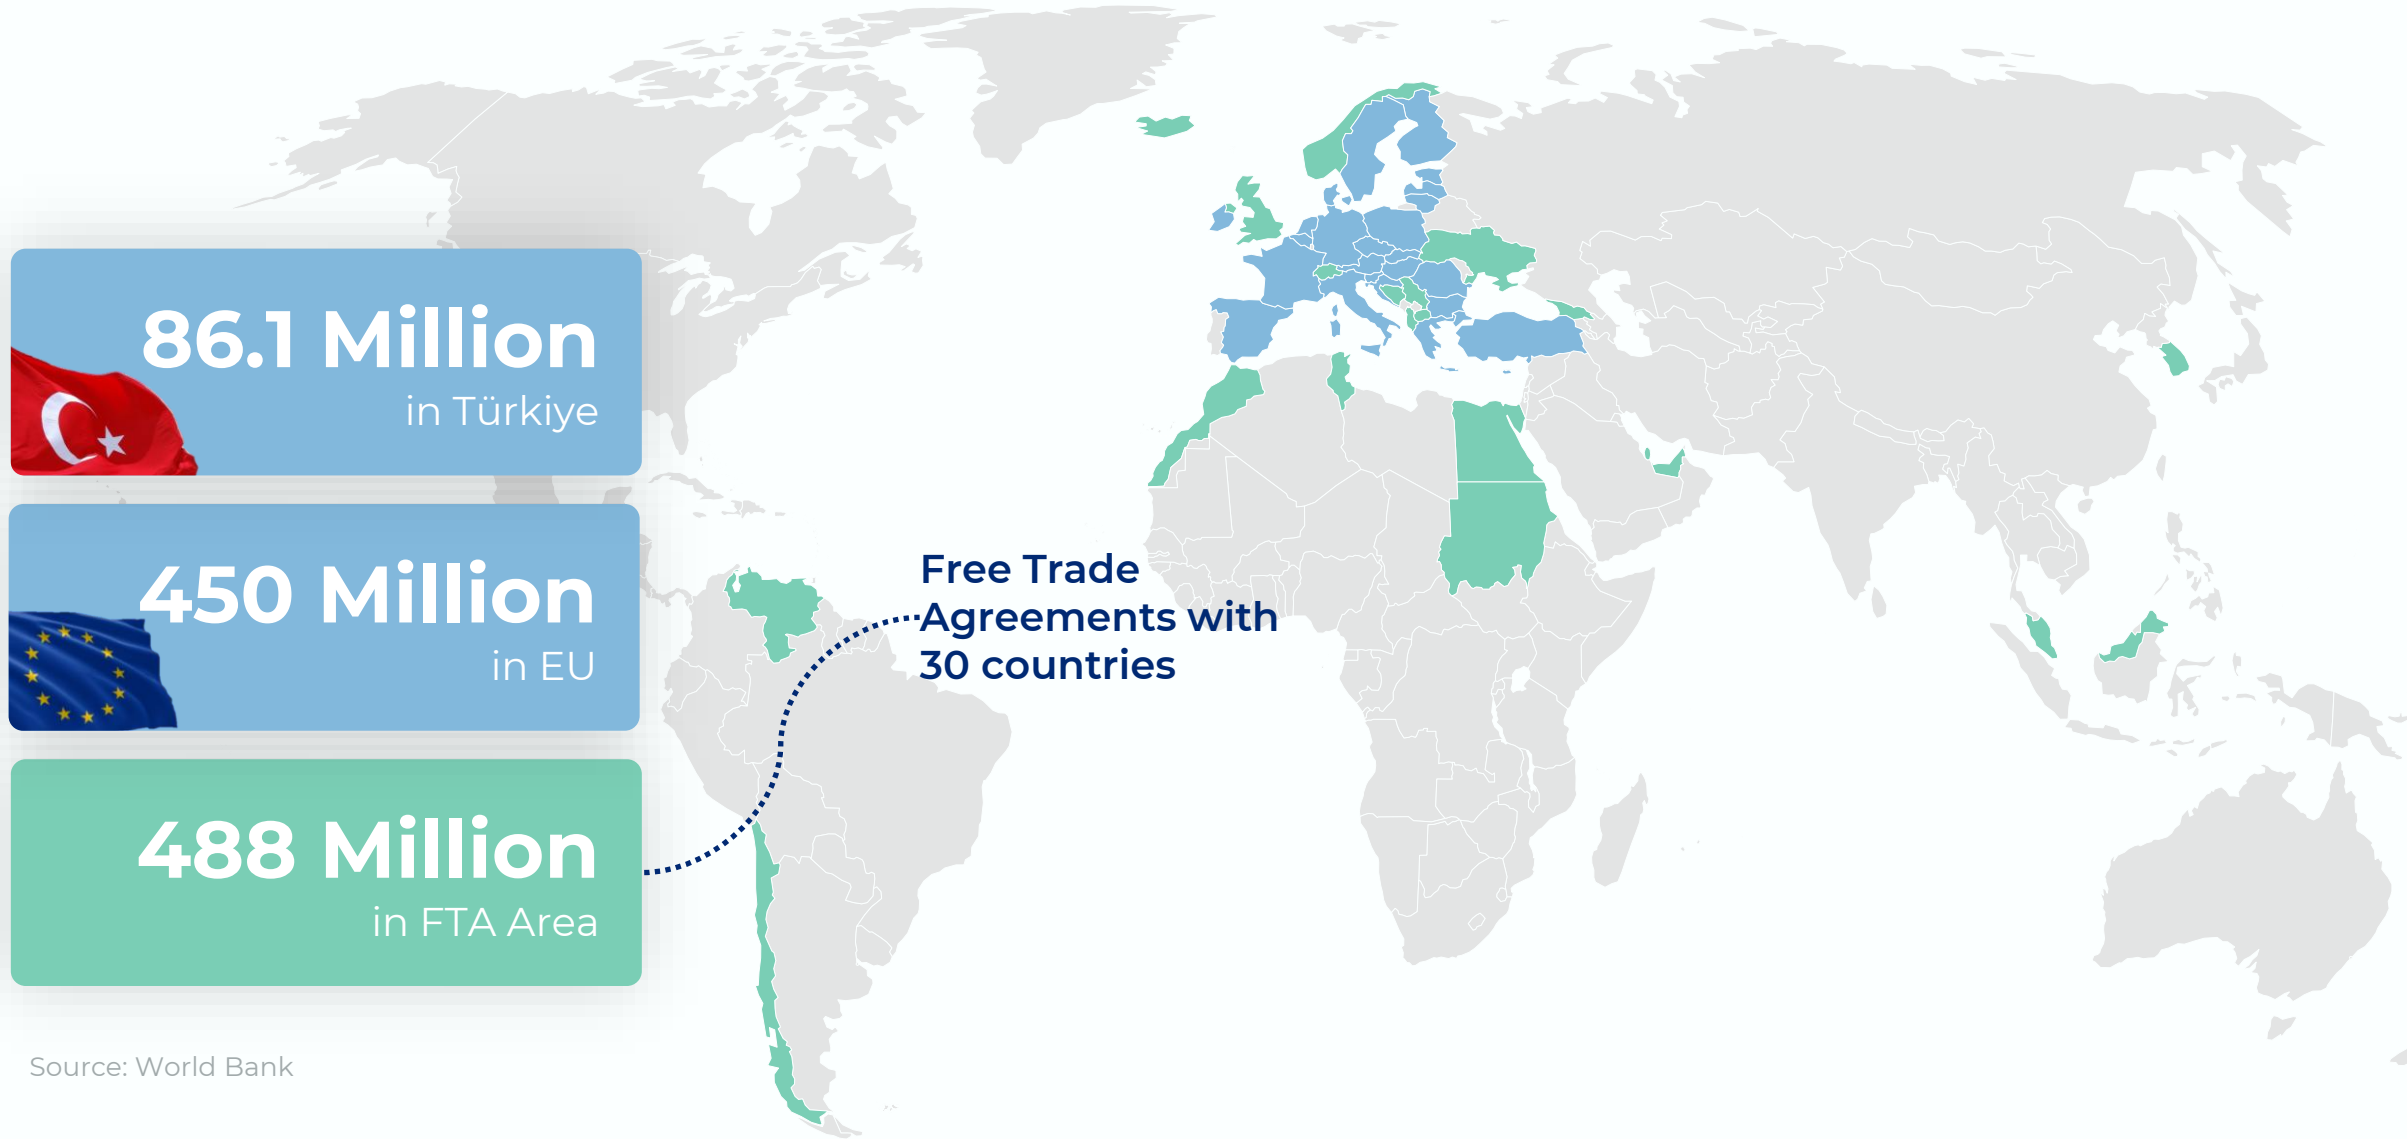 86.1 Million
in Türkiye
450 Million
in EU
488 Million
in FTA Area
Free Trade
Agreements with
30 countries
Source: World Bank